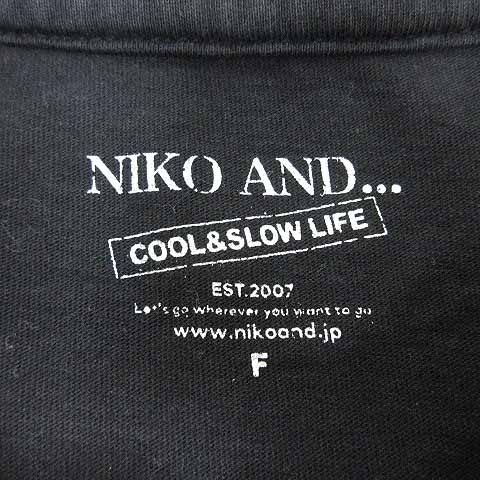 NIKO AND...
COOL&SLOW LIFE
EST.2007
Let's go wherever you want to go
www.nikoand.jp
F